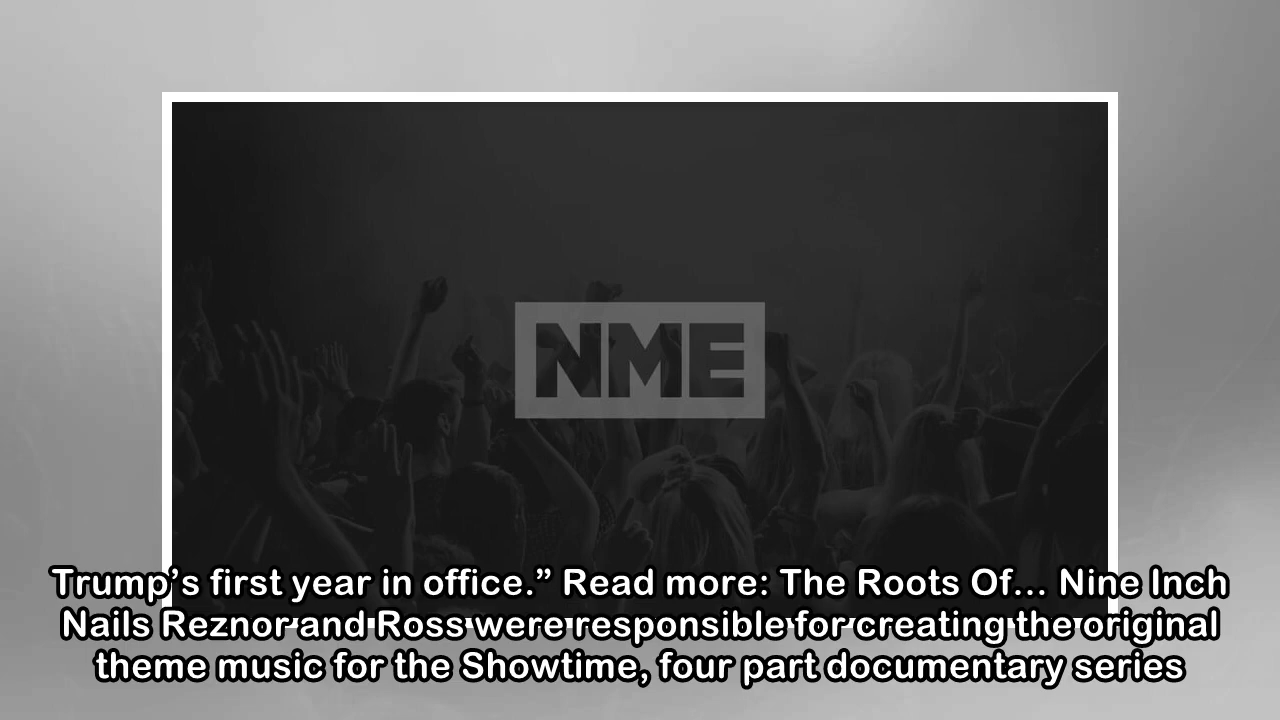 NME
Trump’s first year in office.” Read more: The Roots Of… Nine Inch
Nails Reznor and Ross were responsible for creating the original
theme music for the Showtime, four part documentary series